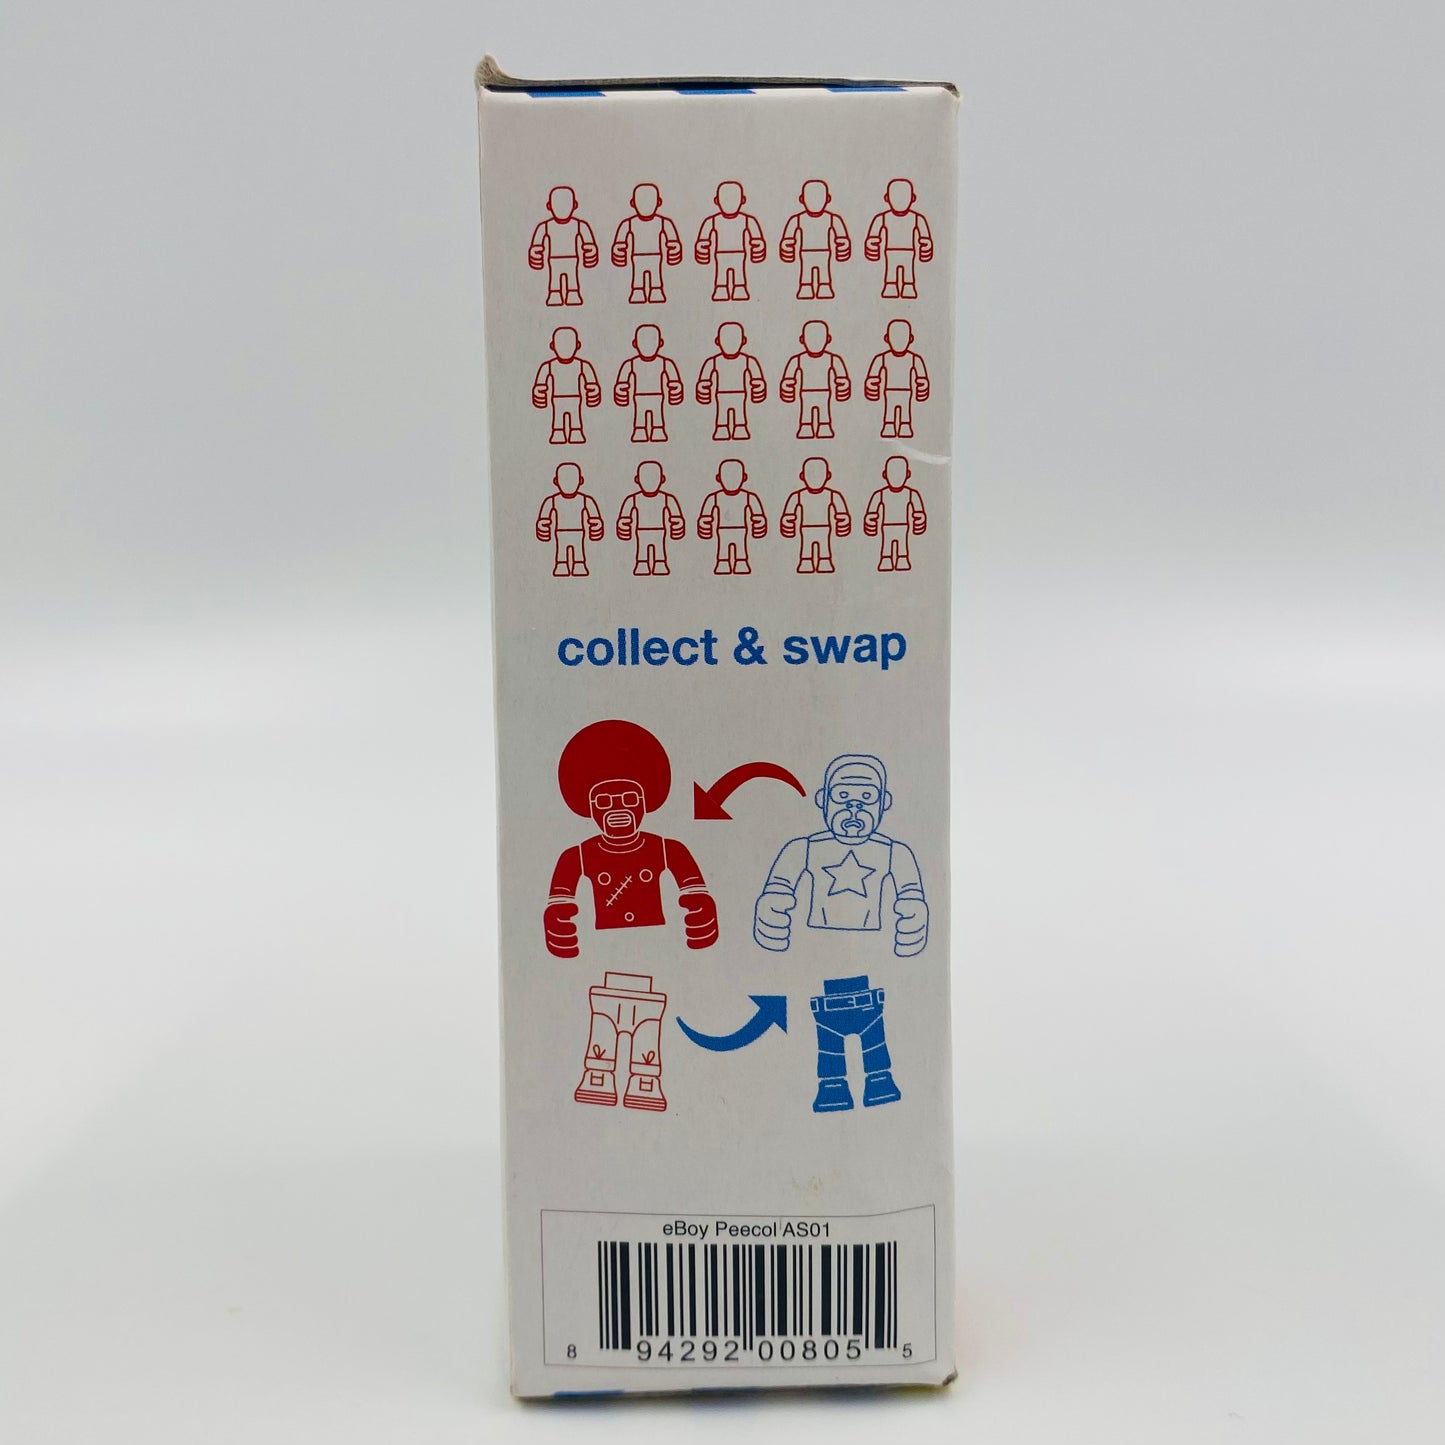 collect & swap
eBoy Peecol AS01
8 94292 00805 5